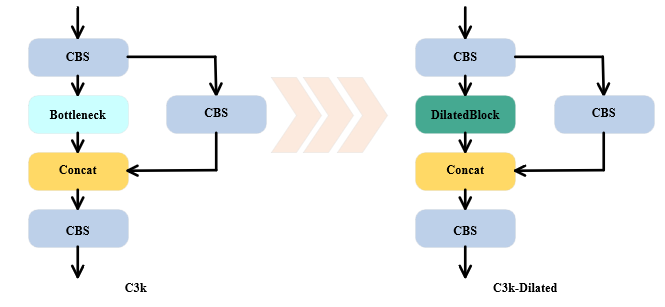 CBS
Bottleneck
CBS
Concat
CBS
C3k
CBS
DilatedBlock
CBS
Concat
CBS
C3k-Dilated